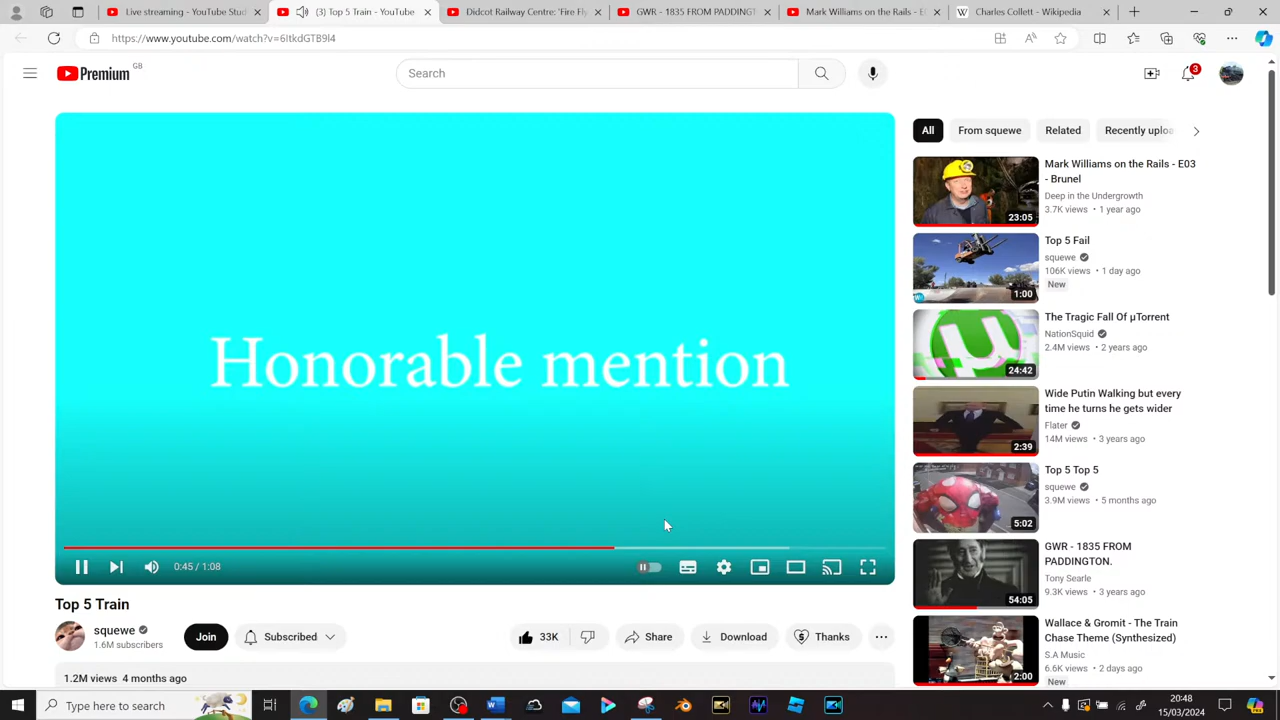 Live streaming - YouTube Stud
(3) Top 5 Train - YouTube
Didcot Railway Centre: 'Fire Fly
GWR - 1835 FROM PADDINGT
Mark Williams on the Rails - E0
Charles Collett - Wikipedia
https://www.youtube.com/watch?v=6ItkdGTB9l4
Premium GB
Search
3
All
From squewe
Related
Recently uploa
Honorable mention
0:45 / 1:08
Top 5 Train
squewe
1.6M subscribers
Join
Subscribed
33K
Share
Download
Thanks
1.2M views 4 months ago
Mark Williams on the Rails - E03
- Brunel
Deep in the Undergrowth
3.7K views • 1 year ago
23:05
Top 5 Fail
squewe
106K views • 1 day ago
New
1:00
The Tragic Fall Of µTorrent
NationSquid
2.4M views • 2 years ago
24:42
Wide Putin Walking but every
time he turns he gets wider
Flater
14M views • 3 years ago
2:39
Top 5 Top 5
squewe
3.9M views • 5 months ago
5:02
GWR - 1835 FROM
PADDINGTON.
Tony Searle
9.3K views • 3 years ago
54:05
Wallace & Gromit - The Train
Chase Theme (Synthesized)
S.A Music
6.6K views • 2 days ago
New
2:00
Type here to search
20:48
15/03/2024